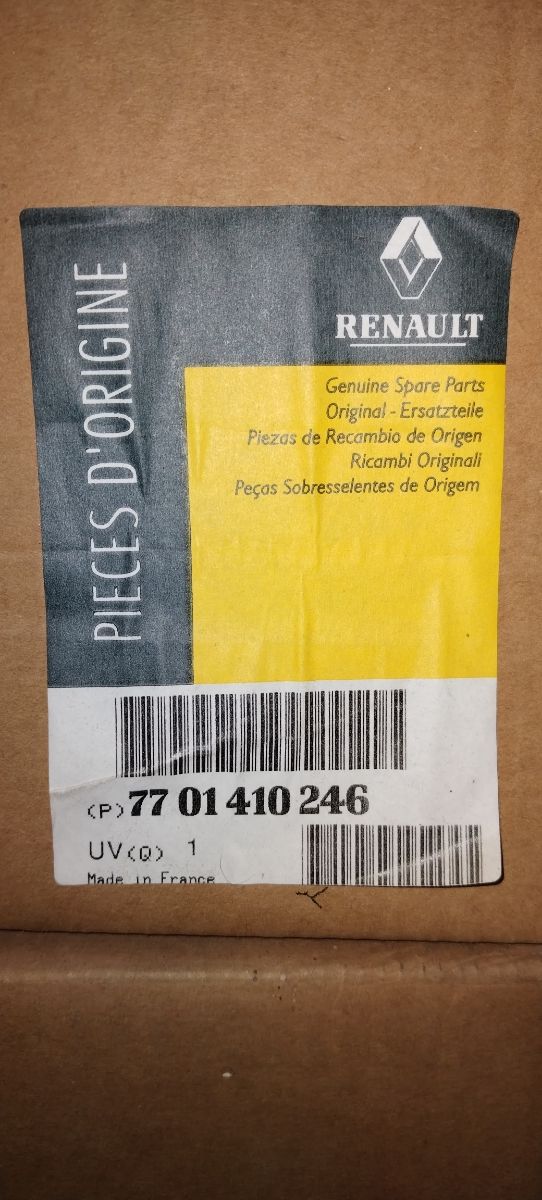 RENAULT
PIECES D'ORIGINE
Genuine Spare Parts
Original - Ersatzteile
Piezas de Recambio de Origen
Ricambi Originali
Peças Sobresselentes de Origem
(P) 77 01 410 246
UV(Q) 1
Made in France